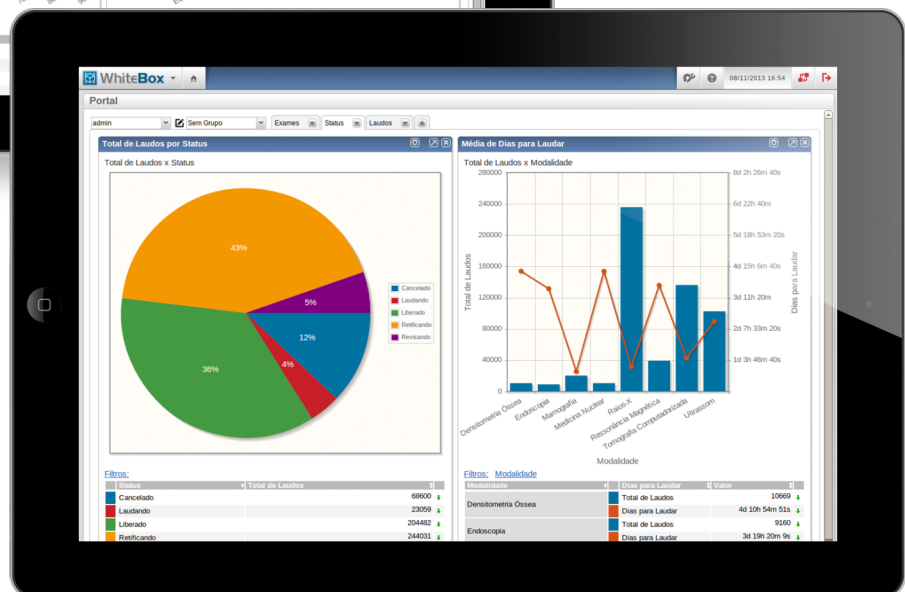 WhiteBox
08/11/2013 16:54
Portal
admin
Sem Grupo
Exames
Status
Laudos
Total de Laudos por Status
Total de Laudos x Status
43%
5%
12%
4%
36%
Cancelado
Laudando
Liberado
Retificando
Revisando
Filtros:
Status Total de Laudos
Cancelado 68600
Laudando 23059
Liberado 204482
Retificando 244031
Média de Dias para Laudar
Total de Laudos x Modalidade
280000 8d 2h 26m 40s
240000 6d 22h 40m
200000 5d 18h 53m 20s
160000 4d 15h 6m 40s
120000 3d 11h 20m
80000 2d 7h 33m 20s
40000 1d 3h 46m 40s
0
Total de Laudos
Dias para Laudar
Densitometria Óssea
Endoscopia
Mamografia
Medicina Nuclear
Raios-X
Ressonância Magnética
Tomografia Computadorizada
Ultrassom
Modalidade
Filtros: Modalidade
Modalidade Dias para Laudar Valor
Densitometria Óssea
Total de Laudos 10669
Dias para Laudar 4d 10h 54m 51s
Endoscopia
Total de Laudos 9160
Dias para Laudar 3d 19h 20m 9s